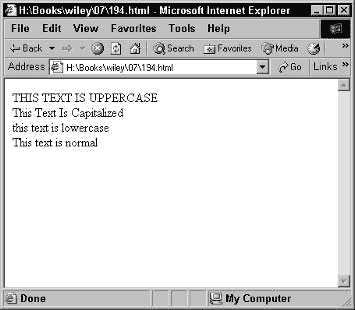 H:\Books\wiley\07\194.html - Microsoft Internet Explorer
File Edit View Favorites Tools Help
Back Search Favorites Media »
Address H:\Books\wiley\07\194.html Go Links »
THIS TEXT IS UPPERCASE
This Text Is Capitalized
this text is lowercase
This text is normal
Done My Computer